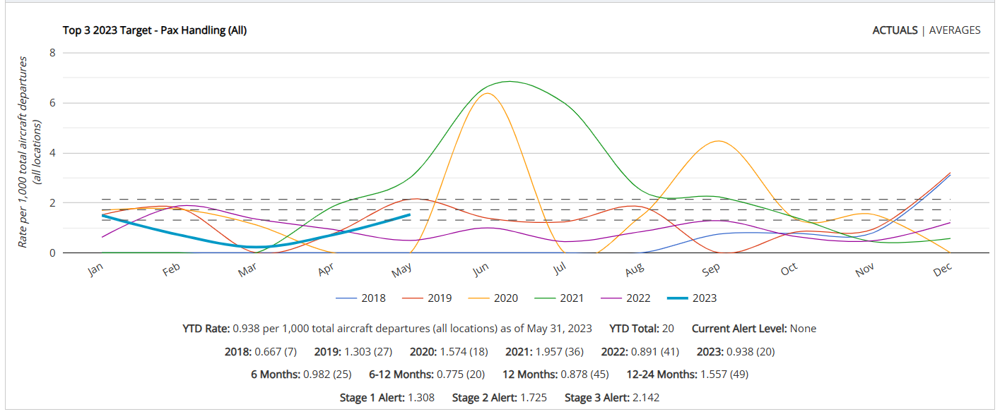 Top 3 2023 Target - Pax Handling (All)
ACTUALS | AVERAGES
Rate per 1,000 total aircraft departures
(all locations)
8
6
4
2
0
Jan Feb Mar Apr May Jun Jul Aug Sep Oct Nov Dec
2018 2019 2020 2021 2022 2023
YTD Rate: 0.938 per 1,000 total aircraft departures (all locations) as of May 31, 2023 YTD Total: 20 Current Alert Level: None
2018: 0.667 (7) 2019: 1.303 (27) 2020: 1.574 (18) 2021: 1.957 (36) 2022: 0.891 (41) 2023: 0.938 (20)
6 Months: 0.982 (25) 6-12 Months: 0.775 (20) 12 Months: 0.878 (45) 12-24 Months: 1.557 (49)
Stage 1 Alert: 1.308 Stage 2 Alert: 1.725 Stage 3 Alert: 2.142